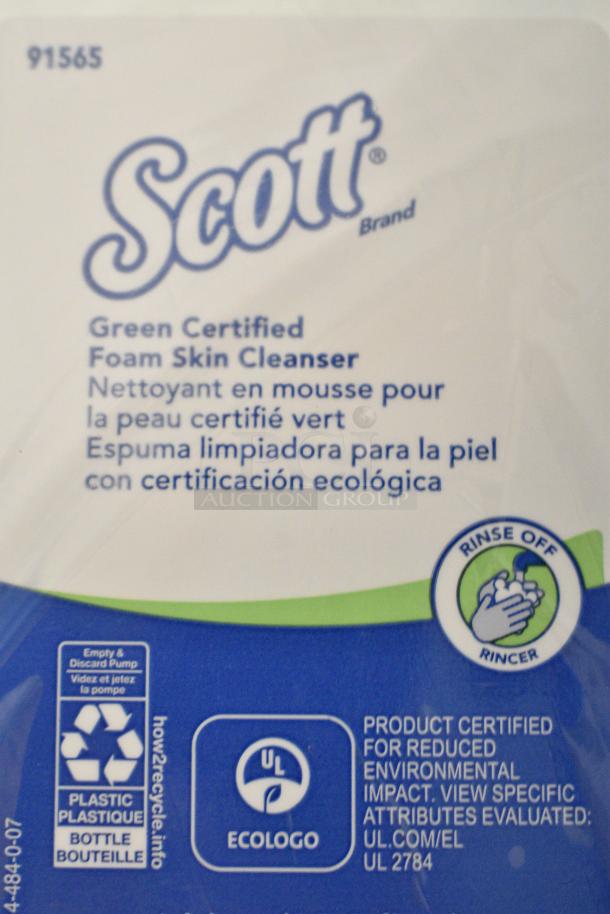 91565
Scott®
Brand
Green Certified
Foam Skin Cleanser
Nettoyant en mousse pour
la peau certifié vert
Espuma limpiadora para la piel
con certificación ecológica
AUCTION GROUP
RINSE OFF
RINCER
Empty &
Discard Pump
Videz et jetez
la pompe
PLASTIC
PLASTIQUE
BOTTLE
BOUTEILLE
how2recycle.info
UL
ECOLOGO
PRODUCT CERTIFIED
FOR REDUCED
ENVIRONMENTAL
IMPACT. VIEW SPECIFIC
ATTRIBUTES EVALUATED:
UL.COM/EL
UL 2784
4-484-0-07